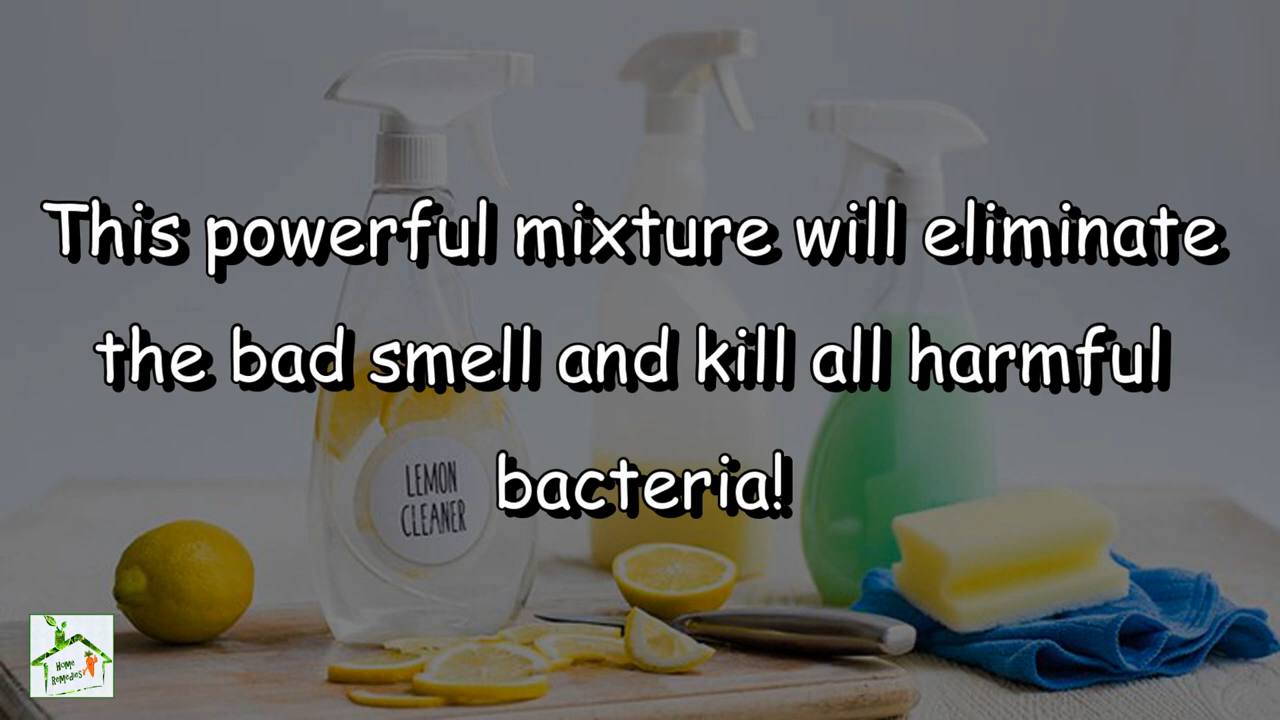 This powerful mixture will eliminate
the bad smell and kill all harmful
bacteria!
LEMON
CLEANER
Home
Remedies